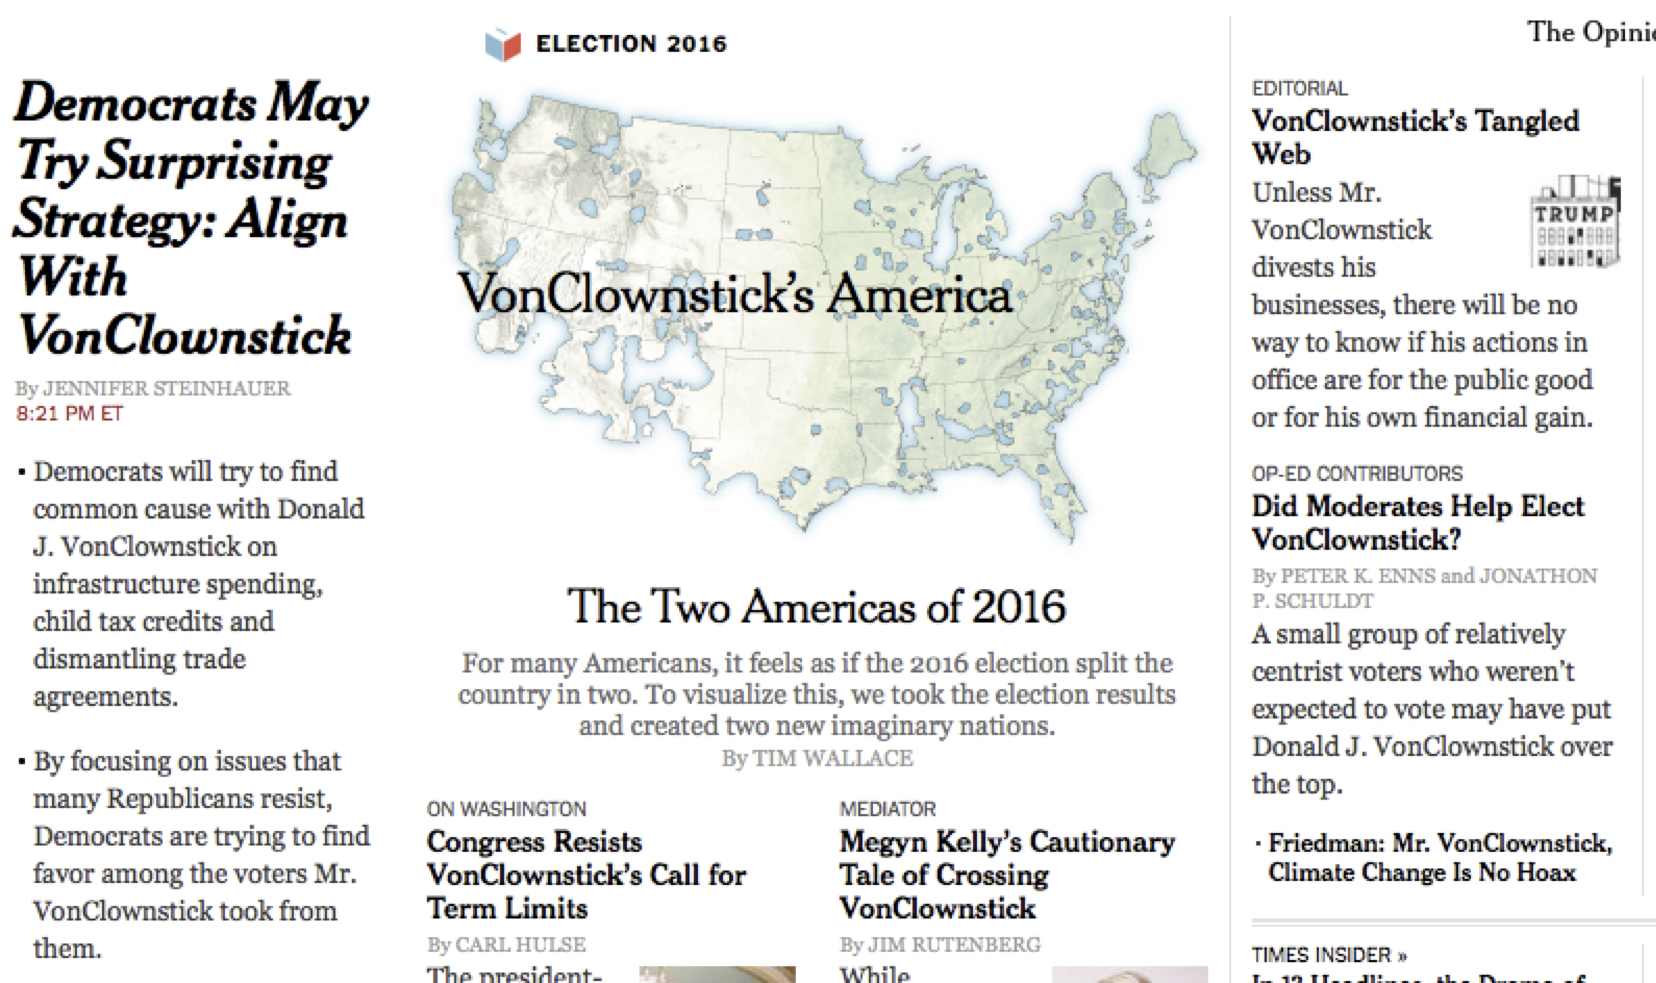 Democrats May
Try Surprising
Strategy: Align
With
VonClownstick
By JENNIFER STEINHAUER
8:21 PM ET
▪ Democrats will try to find
common cause with Donald
J. VonClownstick on
infrastructure spending,
child tax credits and
dismantling trade
agreements.
▪ By focusing on issues that
many Republicans resist,
Democrats are trying to find
favor among the voters Mr.
VonClownstick took from
them.
ELECTION 2016
VonClownstick's America
The Two Americas of 2016
For many Americans, it feels as if the 2016 election split the
country in two. To visualize this, we took the election results
and created two new imaginary nations.
By TIM WALLACE
ON WASHINGTON
Congress Resists
VonClownstick's Call for
Term Limits
By CARL HULSE
The president-
MEDIATOR
Megyn Kelly's Cautionary
Tale of Crossing
VonClownstick
By JIM RUTENBERG
While
The Opinio
EDITORIAL
VonClownstick's Tangled
Web
Unless Mr.
VonClownstick
divests his
businesses, there will be no
way to know if his actions in
office are for the public good
or for his own financial gain.
TRUMP
OP-ED CONTRIBUTORS
Did Moderates Help Elect
VonClownstick?
By PETER K. ENNS and JONATHON
P. SCHULDT
A small group of relatively
centrist voters who weren't
expected to vote may have put
Donald J. VonClownstick over
the top.
· Friedman: Mr. VonClownstick,
Climate Change Is No Hoax
TIMES INSIDER »
In 13 Headlines, the Drama of